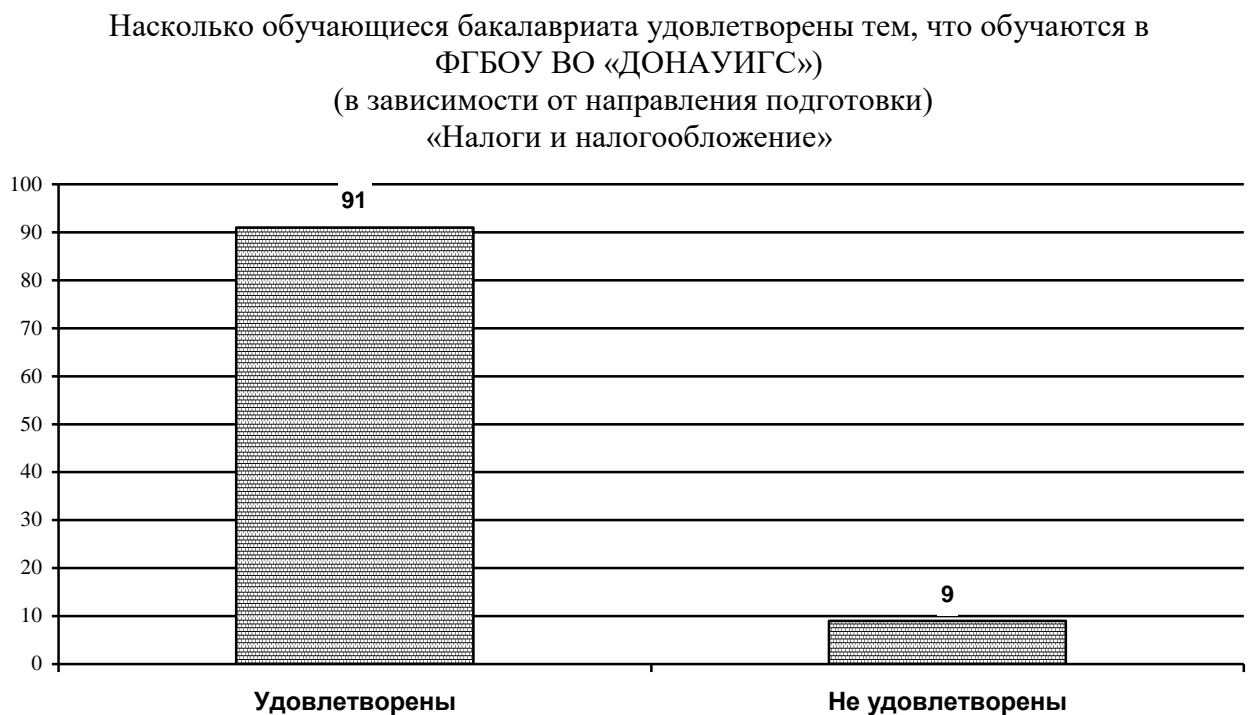 Насколько обучающиеся бакалавриата удовлетворены тем, что обучаются в
ФГБОУ ВО «ДОНАУИГС»)
(в зависимости от направления подготовки)
«Налоги и налогообложение»
100
90
80
70
60
50
40
30
20
10
0
91
9
Удовлетворены
Не удовлетворены